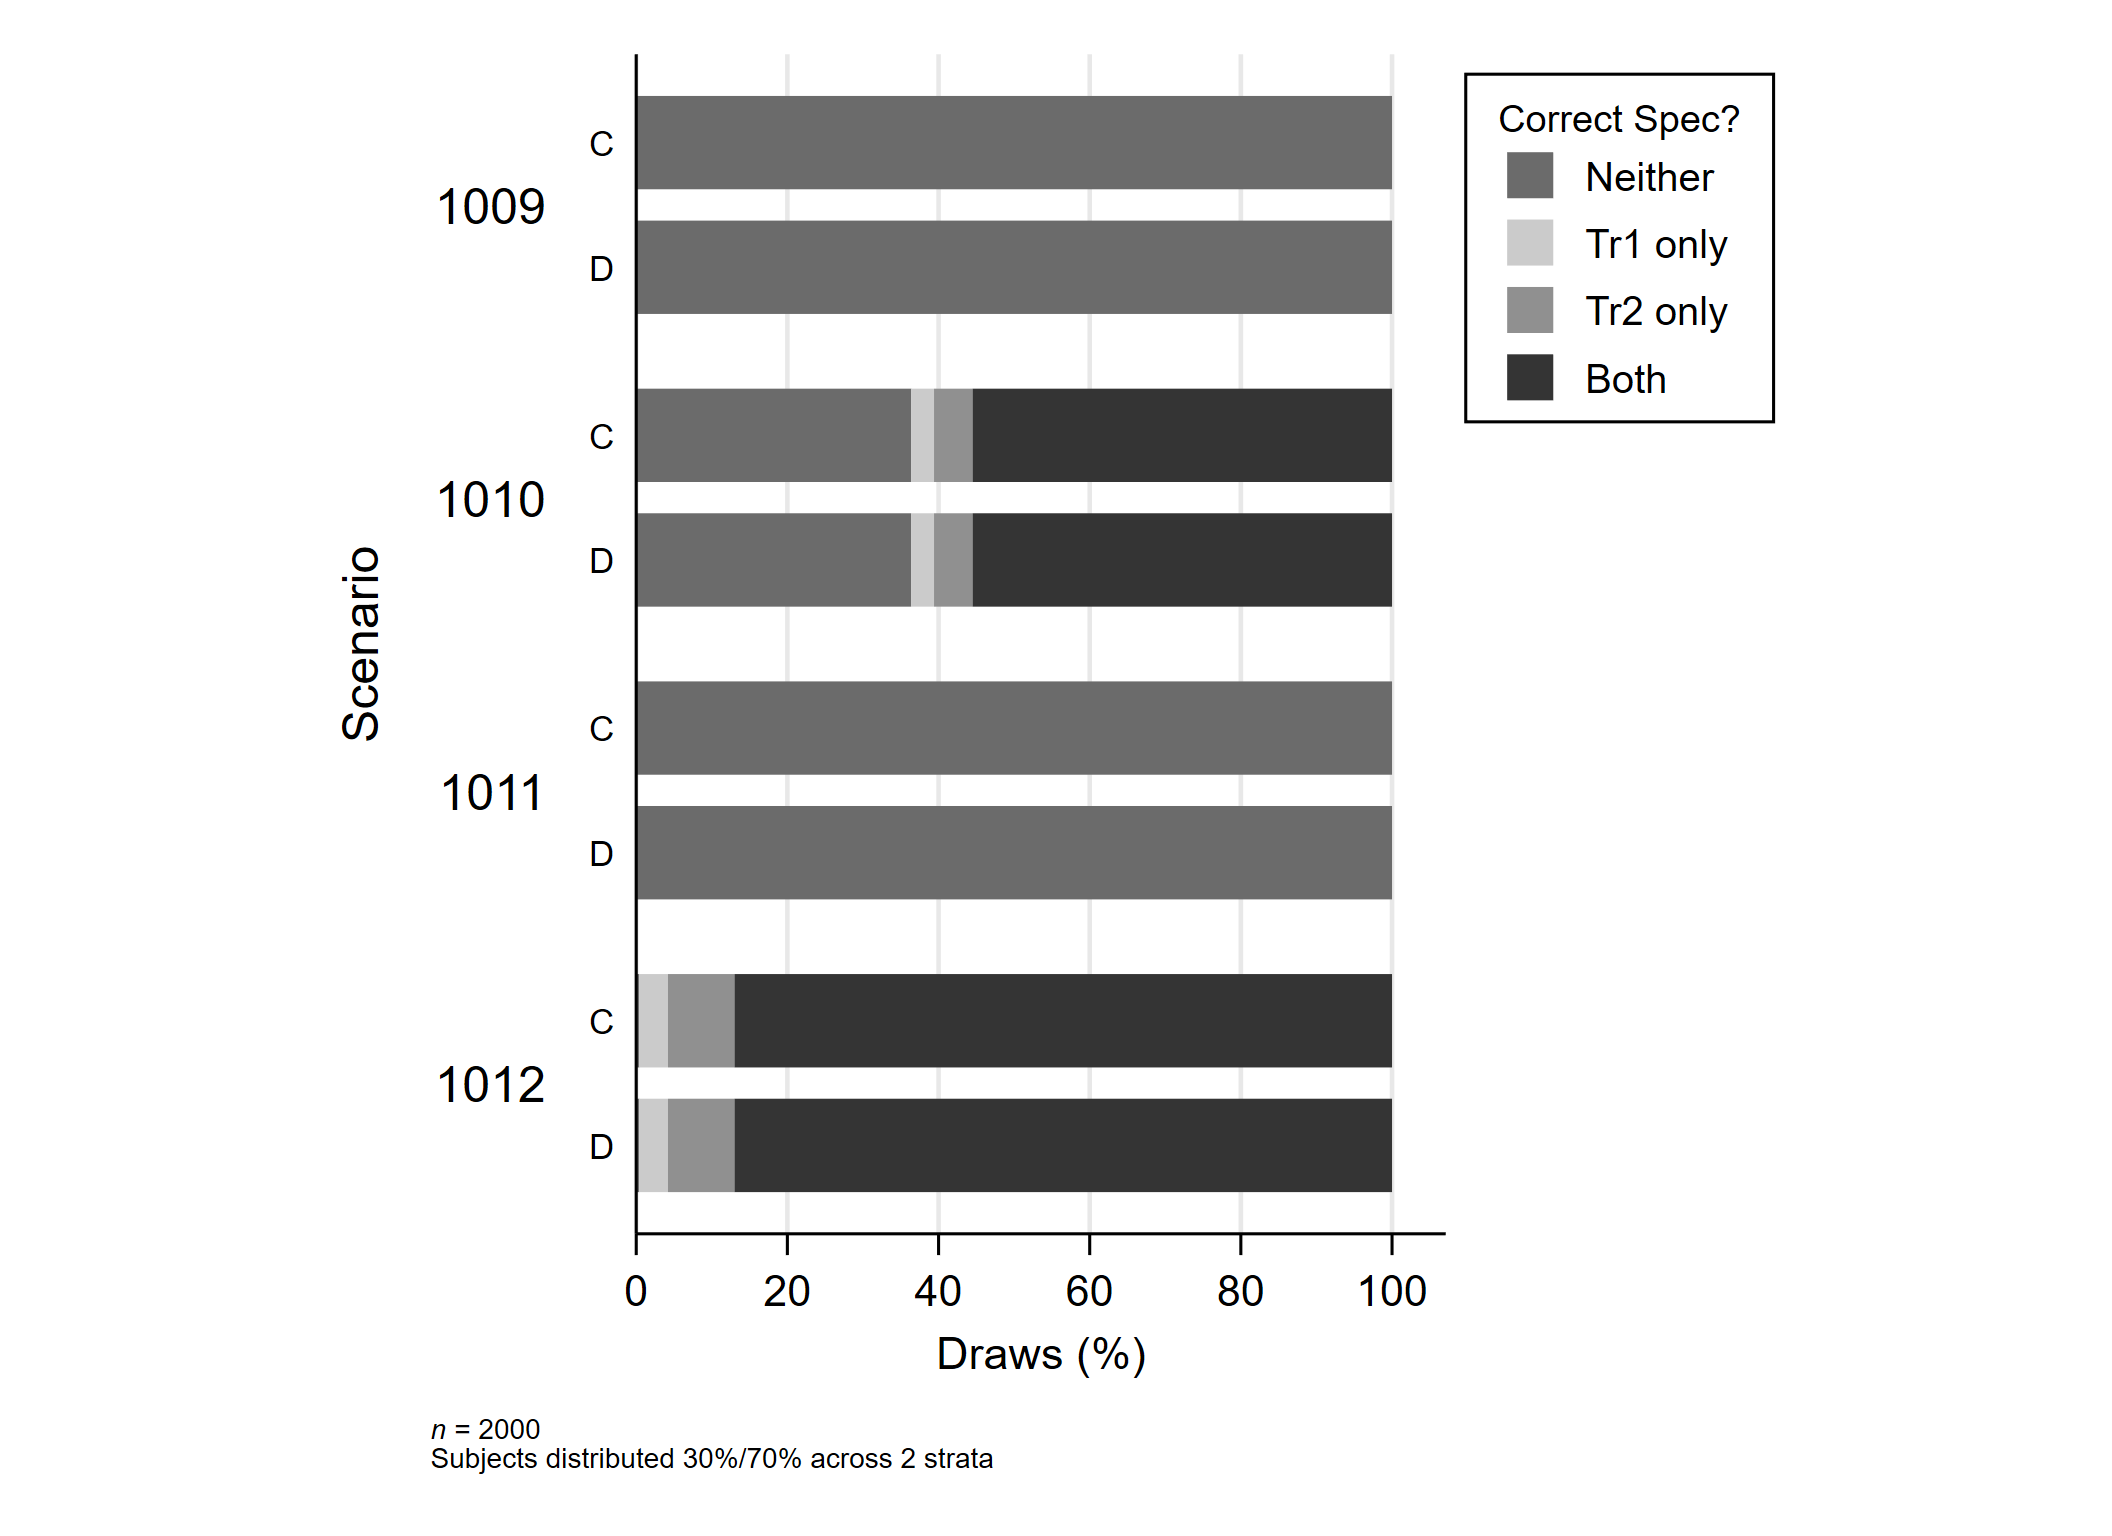 Correct Spec?
Neither
Tr1 only
Tr2 only
Both
Scenario
1009
C
D
1010
C
D
1011
C
D
1012
C
D
0 20 40 60 80 100
Draws (%)
n = 2000
Subjects distributed 30%/70% across 2 strata